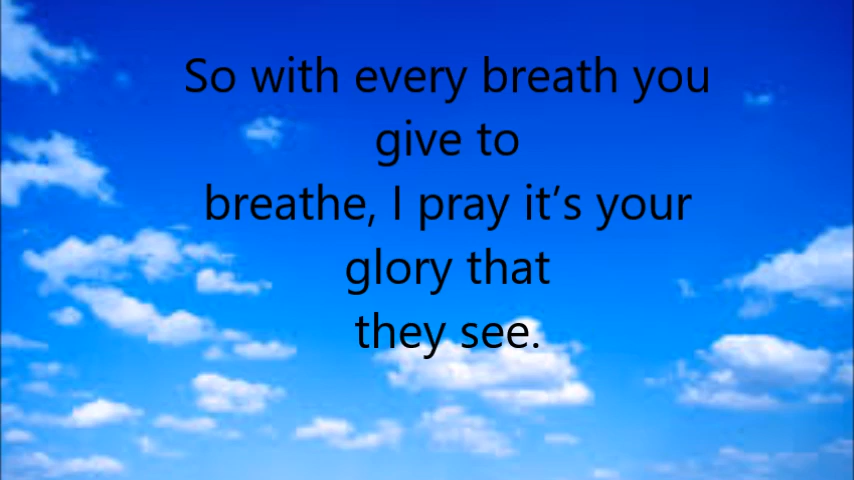 So with every breath you
give to
breathe, I pray it’s your
glory that
they see.